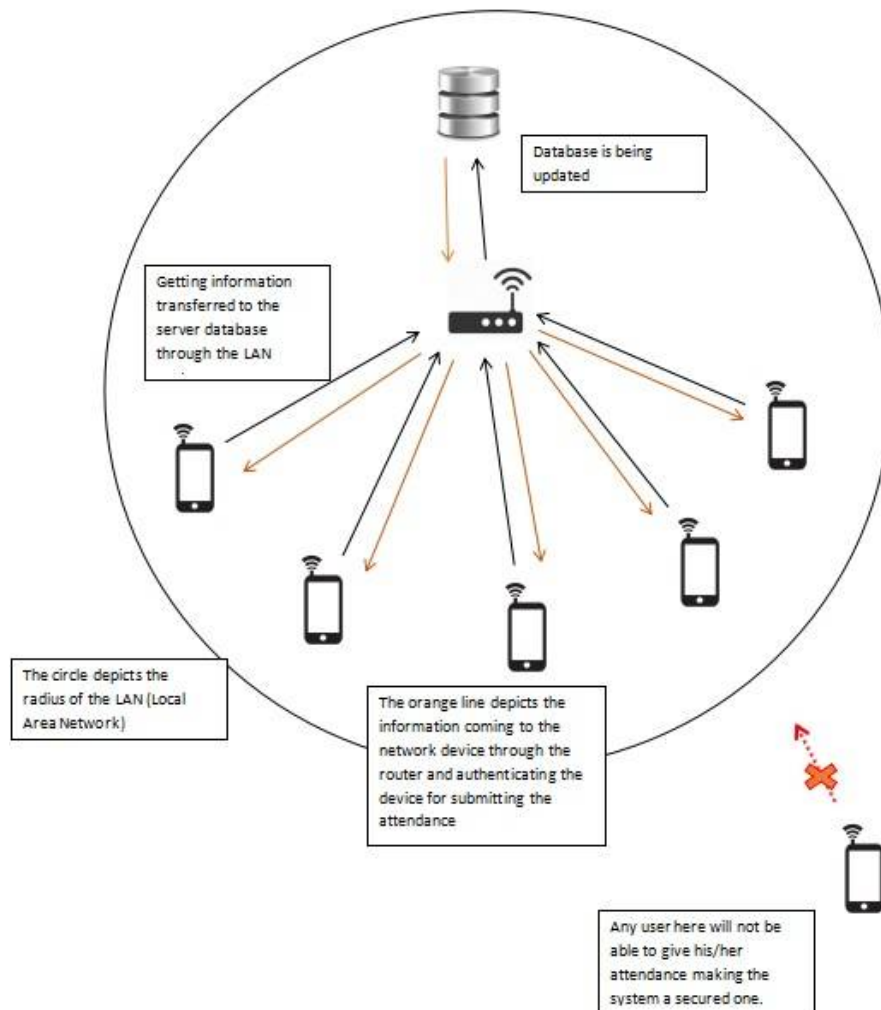 Database is being
updated
Getting information
transferred to the
server database
through the LAN
The circle depicts the
radius of the LAN (Local
Area Network)
The orange line depicts the
information coming to the
network device through the
router and authenticating the
device for submitting the
attendance
Any user here will not be
able to give his/her
attendance making the
system a secured one.